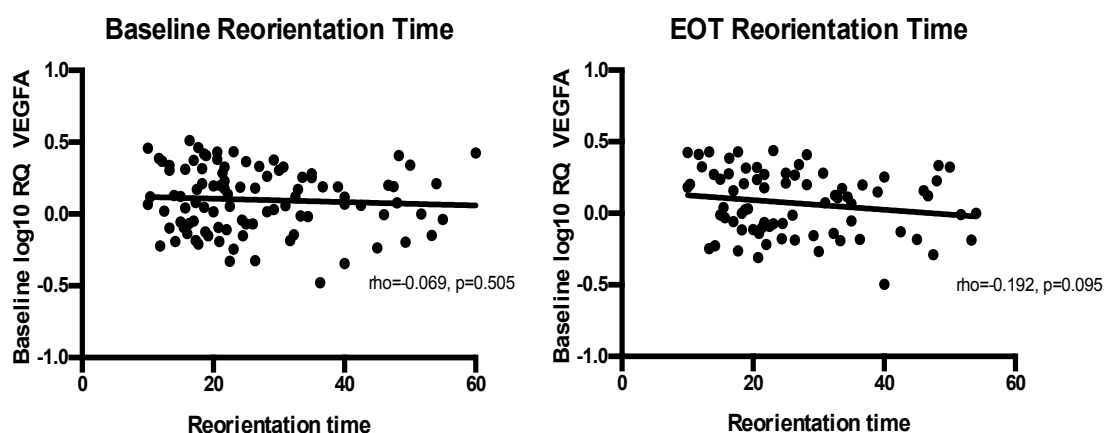 Baseline Reorientation Time
Baseline log10 RQ VEGFA
1.0
0.5
0.0
-0.5
-1.0
0
20
40
60
rho=-0.069, p=0.505
Reorientation time
EOT Reorientation Time
Baseline log10 RQ VEGFA
1.0
0.5
0.0
-0.5
-1.0
0
20
40
60
rho=-0.192, p=0.095
Reorientation time